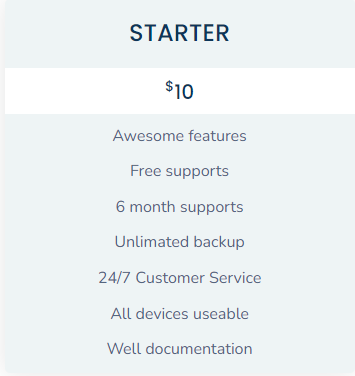 STARTER
$10
Awesome features
Free supports
6 month supports
Unlimated backup
24/7 Customer Service
All devices useable
Well documentation